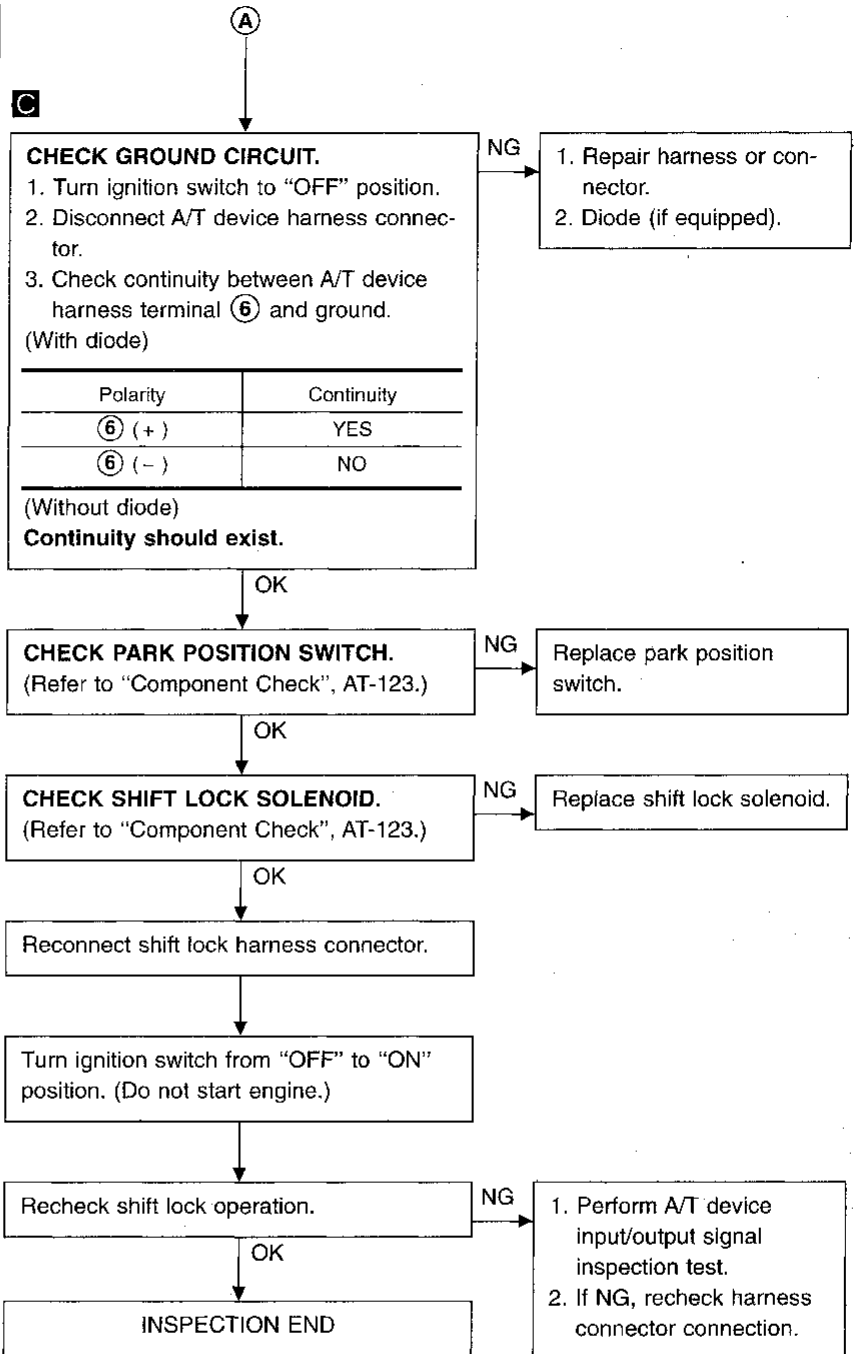 A
C
CHECK GROUND CIRCUIT.
1. Turn ignition switch to "OFF" position.
2. Disconnect A/T device harness connec-
tor.
3. Check continuity between A/T device
harness terminal ⑥ and ground.
(With diode)
Polarity Continuity
⑥ (+) YES
⑥ (−) NO
(Without diode)
Continuity should exist.
NG
1. Repair harness or con-
nector.
2. Diode (if equipped).
OK
CHECK PARK POSITION SWITCH.
(Refer to "Component Check", AT-123.)
NG
Replace park position
switch.
OK
CHECK SHIFT LOCK SOLENOID.
(Refer to "Component Check", AT-123.)
NG
Replace shift lock solenoid.
OK
Reconnect shift lock harness connector.
Turn ignition switch from "OFF" to "ON"
position. (Do not start engine.)
Recheck shift lock operation.
NG
1. Perform A/T device
input/output signal
inspection test.
2. If NG, recheck harness
connector connection.
OK
INSPECTION END